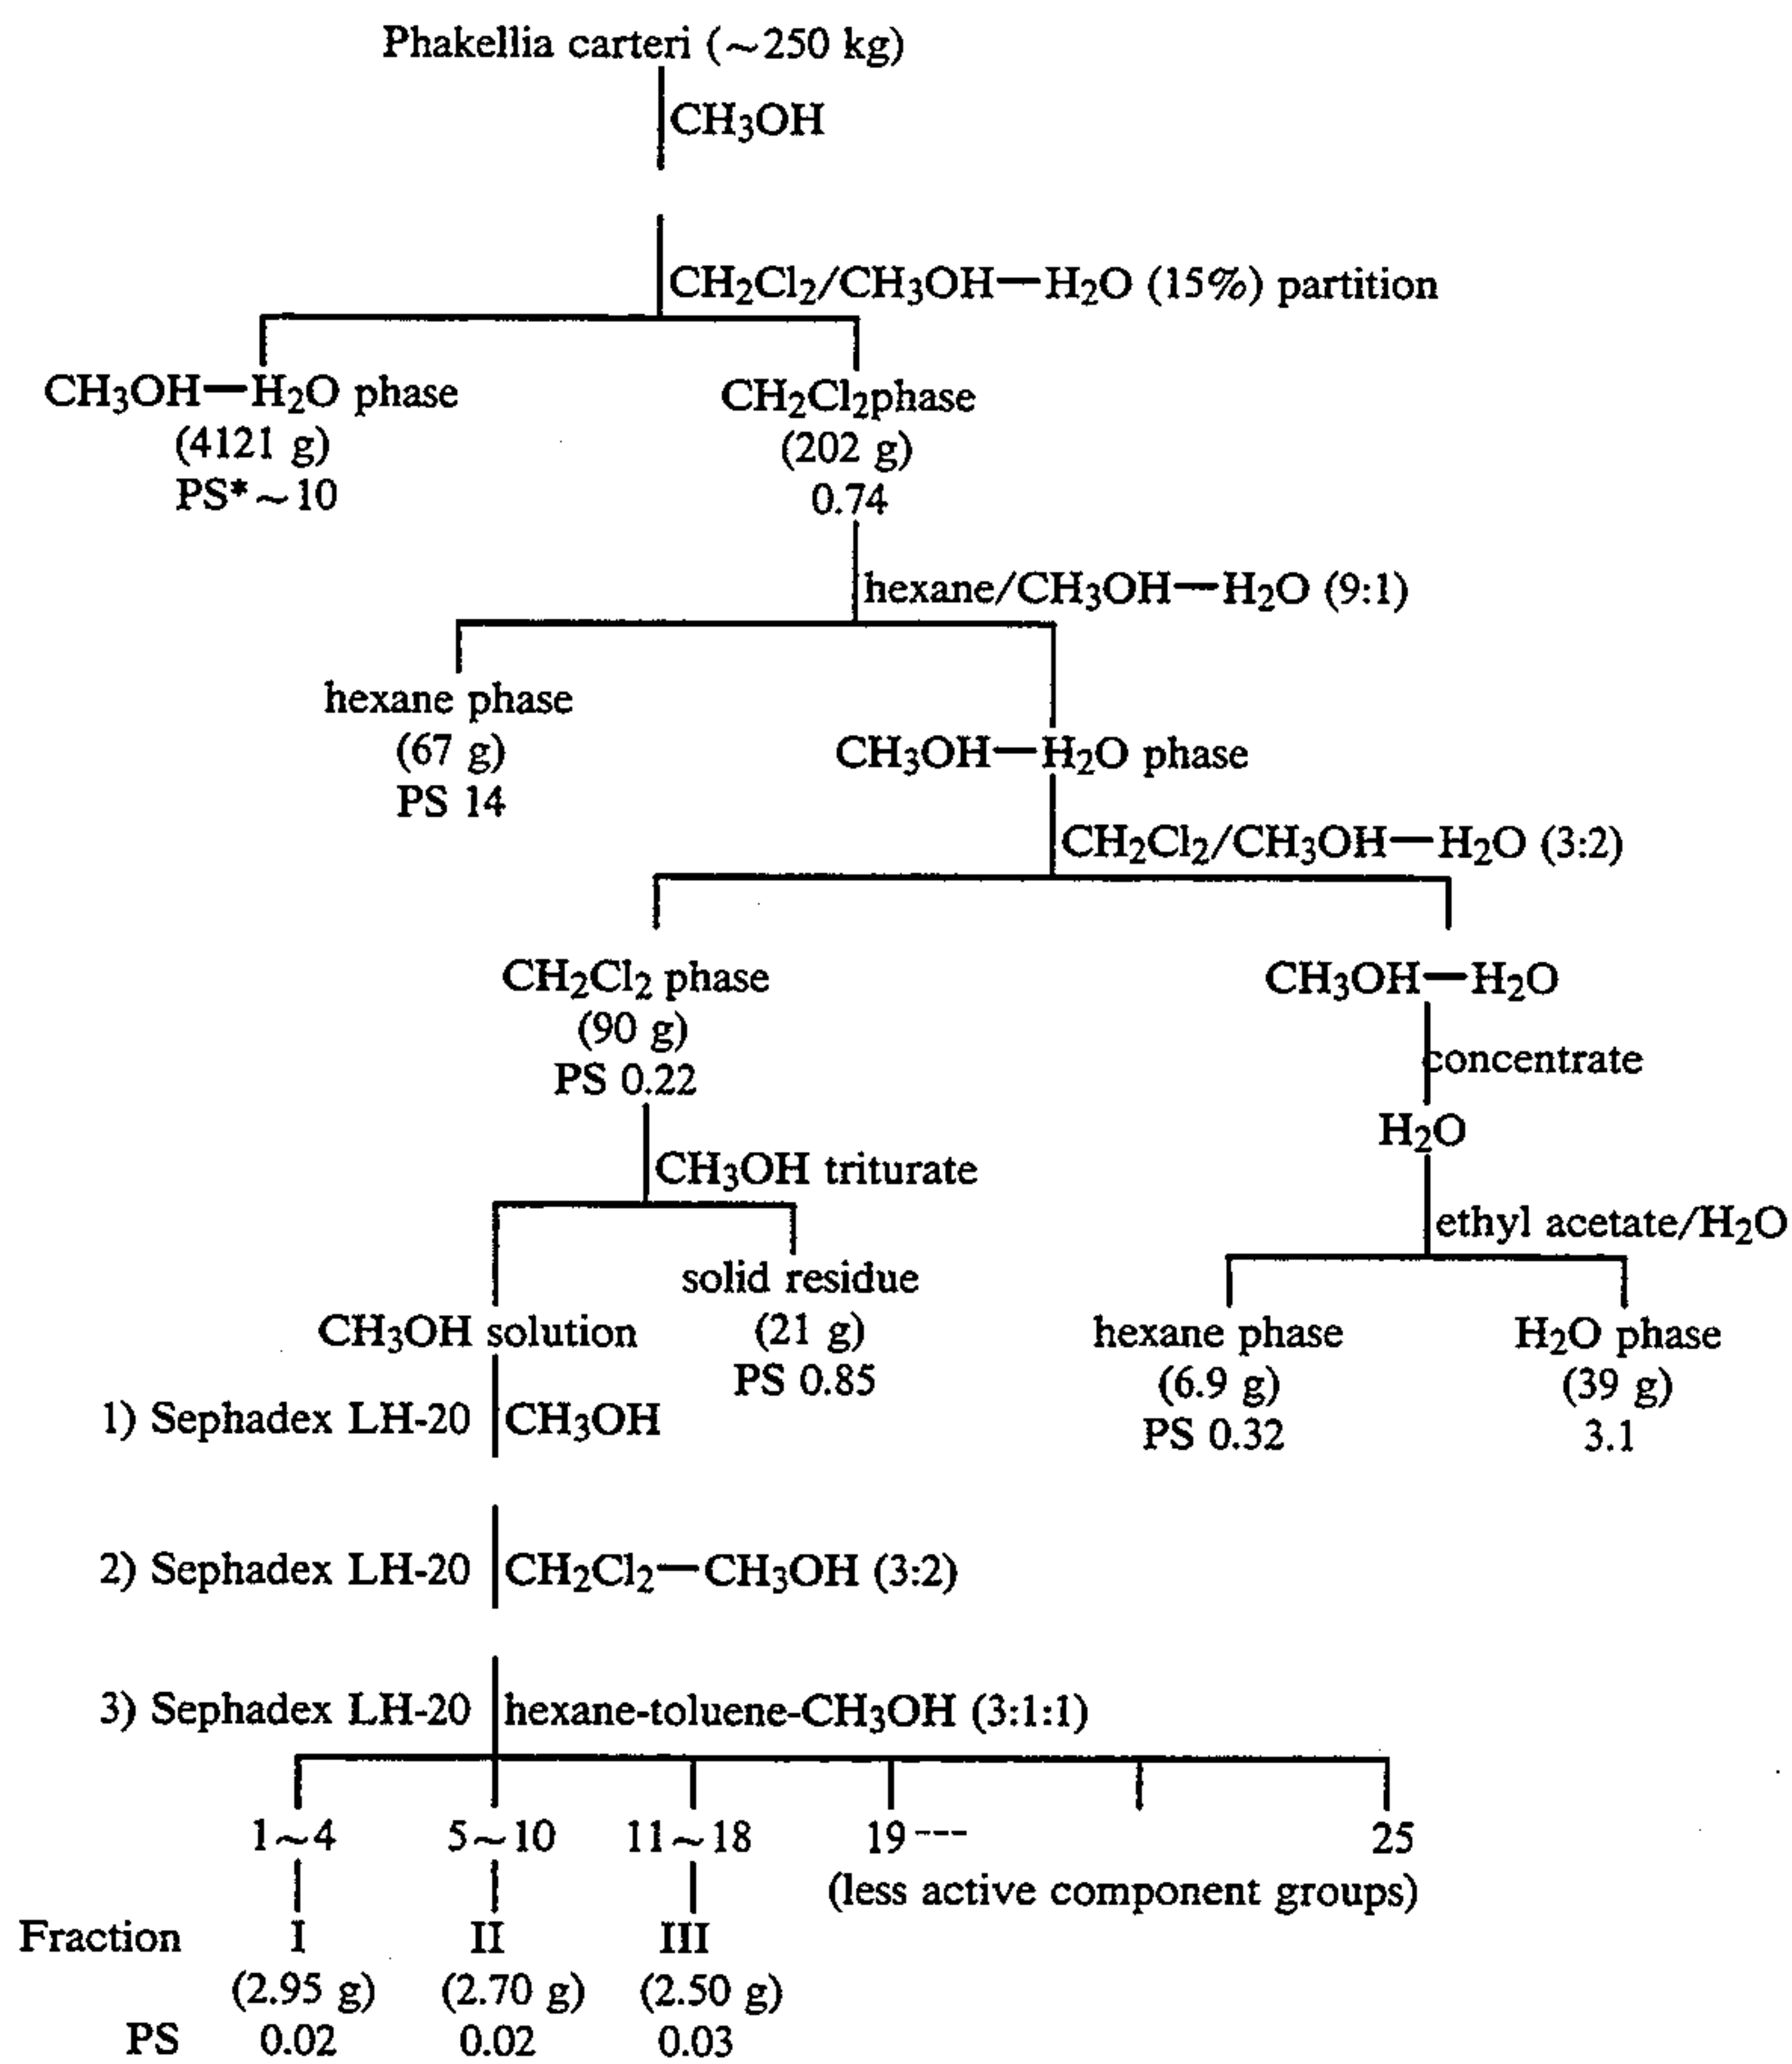 Phakellia carteri (~250 kg)
CH3OH
CH2Cl2/CH3OH—H2O (15%) partition
CH3OH—H2O phase
(4121 g)
PS* ~10
CH2Cl2phase
(202 g)
0.74
hexane/CH3OH—H2O (9:1)
hexane phase
(67 g)
PS 14
CH3OH—H2O phase
CH2Cl2/CH3OH—H2O (3:2)
CH2Cl2 phase
(90 g)
PS 0.22
CH3OH—H2O
concentrate
H2O
CH3OH triturate
ethyl acetate/H2O
CH3OH solution
solid residue
(21 g)
PS 0.85
hexane phase
(6.9 g)
PS 0.32
H2O phase
(39 g)
3.1
1) Sephadex LH-20 CH3OH
2) Sephadex LH-20 CH2Cl2—CH3OH (3:2)
3) Sephadex LH-20 hexane-toluene-CH3OH (3:1:1)
1~4 5~10 11~18 19 --- 25
(less active component groups)
Fraction I II III
(2.95 g) (2.70 g) (2.50 g)
PS 0.02 0.02 0.03